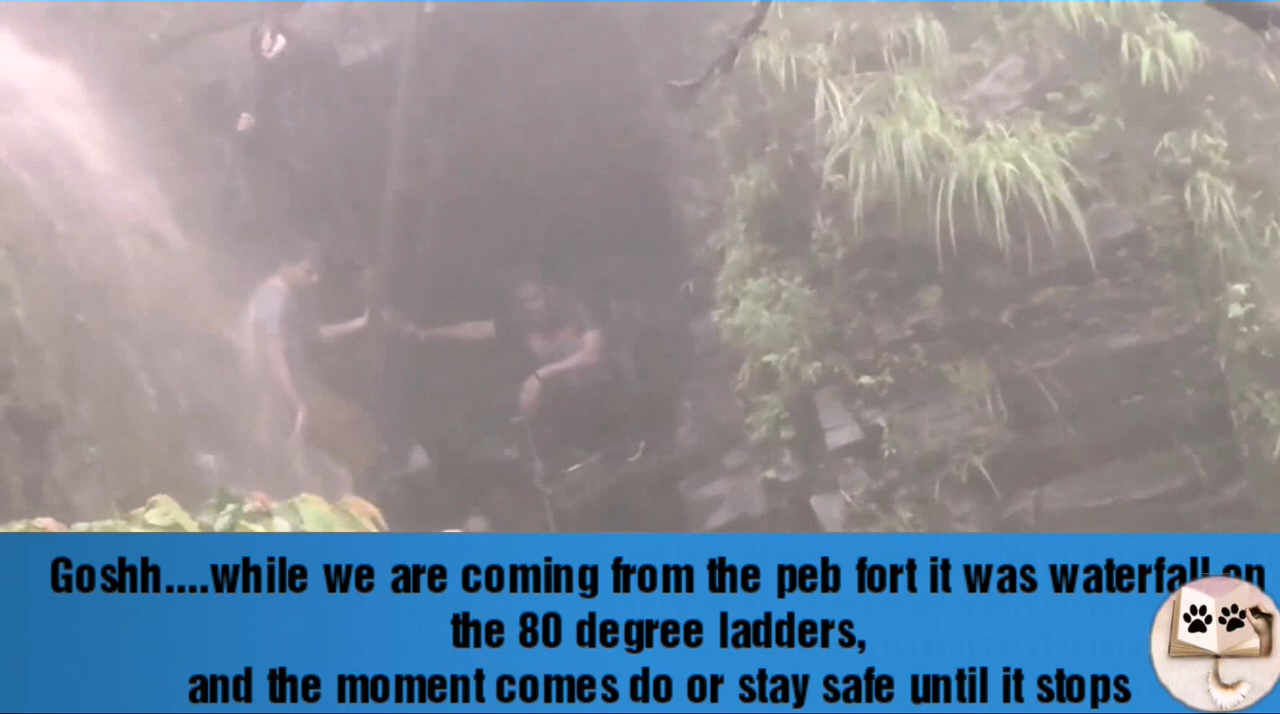 Goshh....while we are coming from the peb fort it was waterfall on
the 80 degree ladders,
and the moment comes do or stay safe until it stops